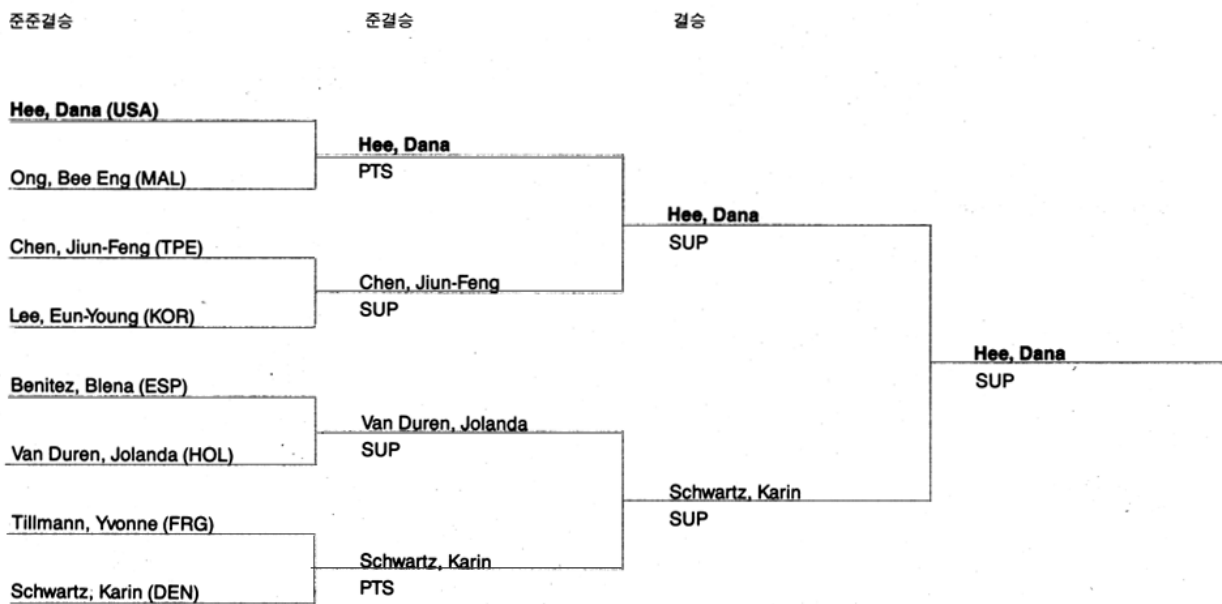 준준결승
준결승
결승
Hee, Dana (USA)
Ong, Bee Eng (MAL)
Chen, Jiun-Feng (TPE)
Lee, Eun-Young (KOR)
Benitez, Blena (ESP)
Van Duren, Jolanda (HOL)
Tillmann, Yvonne (FRG)
Schwartz, Karin (DEN)
Hee, Dana
PTS
Chen, Jiun-Feng
SUP
Van Duren, Jolanda
SUP
Schwartz, Karin
PTS
Hee, Dana
SUP
Schwartz, Karin
SUP
Hee, Dana
SUP